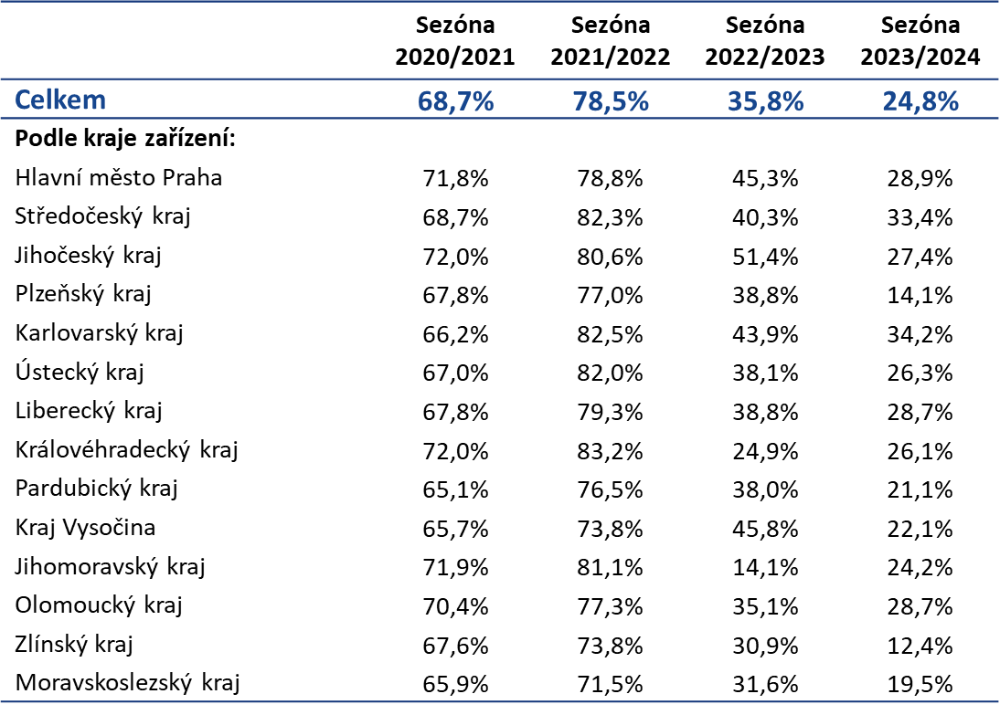 Sezóna Sezóna Sezóna Sezóna
2020/2021 2021/2022 2022/2023 2023/2024
Celkem 68,7% 78,5% 35,8% 24,8%
Podle kraje zařízení:
Hlavní město Praha 71,8% 78,8% 45,3% 28,9%
Středočeský kraj 68,7% 82,3% 40,3% 33,4%
Jihočeský kraj 72,0% 80,6% 51,4% 27,4%
Plzeňský kraj 67,8% 77,0% 38,8% 14,1%
Karlovarský kraj 66,2% 82,5% 43,9% 34,2%
Ústecký kraj 67,0% 82,0% 38,1% 26,3%
Liberecký kraj 67,8% 79,3% 38,8% 28,7%
Královéhradecký kraj 72,0% 83,2% 24,9% 26,1%
Pardubický kraj 65,1% 76,5% 38,0% 21,1%
Kraj Vysočina 65,7% 73,8% 45,8% 22,1%
Jihomoravský kraj 71,9% 81,1% 14,1% 24,2%
Olomoucký kraj 70,4% 77,3% 35,1% 28,7%
Zlínský kraj 67,6% 73,8% 30,9% 12,4%
Moravskoslezský kraj 65,9% 71,5% 31,6% 19,5%